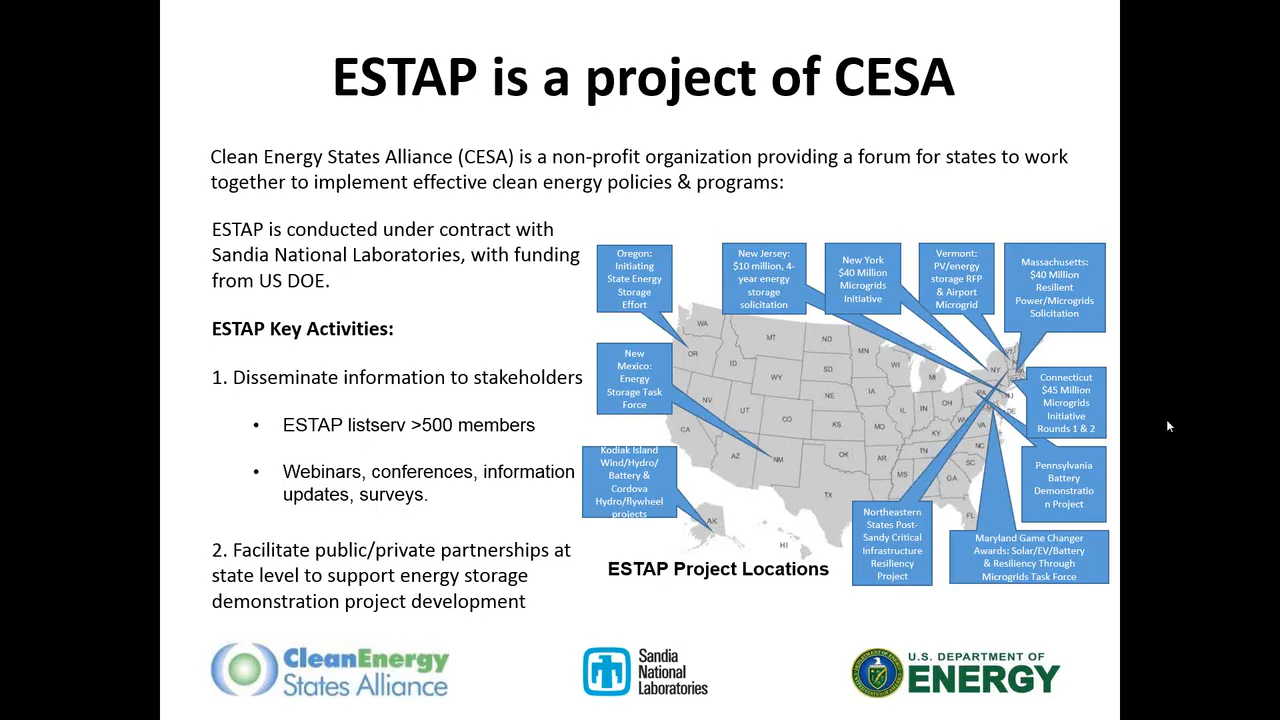 ESTAP is a project of CESA
Clean Energy States Alliance (CESA) is a non-profit organization providing a forum for states to work
together to implement effective clean energy policies & programs:
ESTAP is conducted under contract with
Sandia National Laboratories, with funding
from US DOE.
ESTAP Key Activities:
1. Disseminate information to stakeholders
• ESTAP listserv >500 members
• Webinars, conferences, information
updates, surveys.
2. Facilitate public/private partnerships at
state level to support energy storage
demonstration project development
Oregon:
Initiating
State Energy
Storage
Effort
New Jersey:
$10 million, 4-
year energy
storage
solicitation
New York
$40 Million
Microgrids
Initiative
Vermont:
PV/energy
storage RFP
& Airport
Microgrid
Massachusetts:
$40 Million
Resilient
Power/Microgrids
Solicitation
New
Mexico:
Energy
Storage Task
Force
Connecticut
$45 Million
Microgrids
Initiative
Rounds 1 & 2
Kodiak Island
Wind/Hydro/
Battery &
Cordova
Hydro/flywheel
projects
Pennsylvania
Battery
Demonstratio
n Project
Northeastern
States Post-
Sandy Critical
Infrastructure
Resiliency
Project
Maryland Game Changer
Awards: Solar/EV/Battery
& Resiliency Through
Microgrids Task Force
WA
OR
MT
ND
MN
ID
WY
SD
WI
MI
NY
VT
NV
UT
CO
NE
IA
IL
IN
OH
PA
NJ
DE
CA
AZ
NM
KS
MO
KY
VA
OK
AR
TN
NC
SC
MS
GA
TX
FL
AK
HI
ESTAP Project Locations
CleanEnergy
States Alliance
Sandia
National
Laboratories
U.S. DEPARTMENT OF
ENERGY